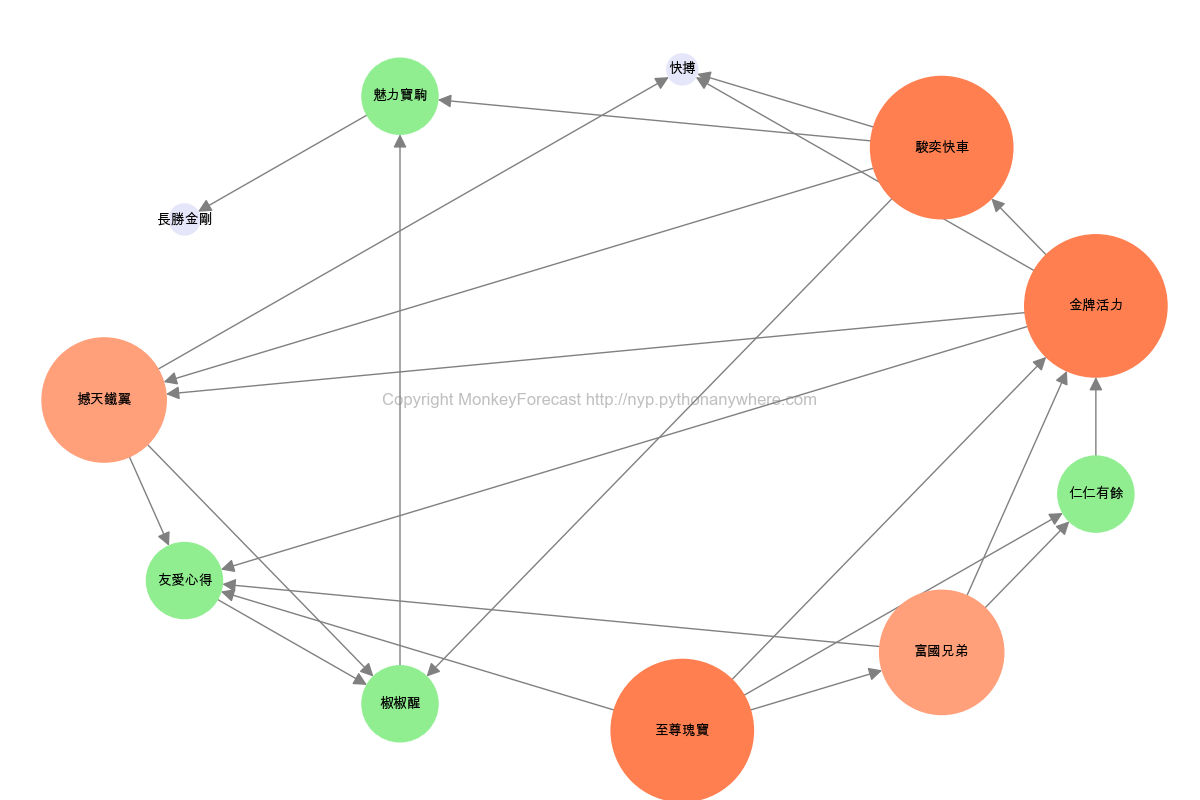 快搏
魅力寶駒
駿奕快車
長勝金剛
金牌活力
撼天鐵翼
Copyright MonkeyForecast http://nyp.pythonanywhere.com
仁仁有餘
友愛心得
富國兄弟
椒椒醒
至尊瑰寶